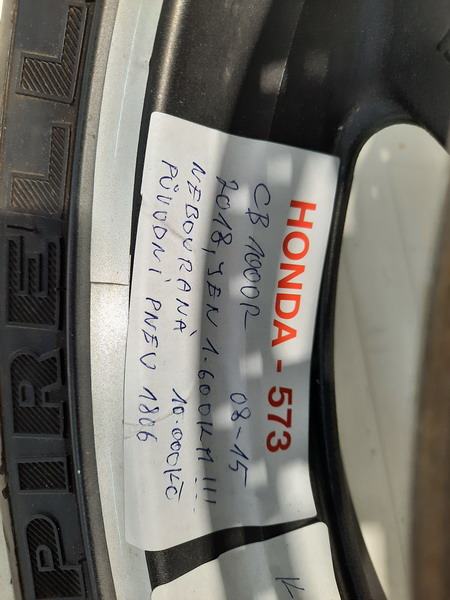 PIRELLI
HONDA - 573
CB 1000R 08-15
2018, JEN 1.600KM !!!
NEBOURANÁ 10.000KČ
PŮVODNÍ PNEU 1806
K